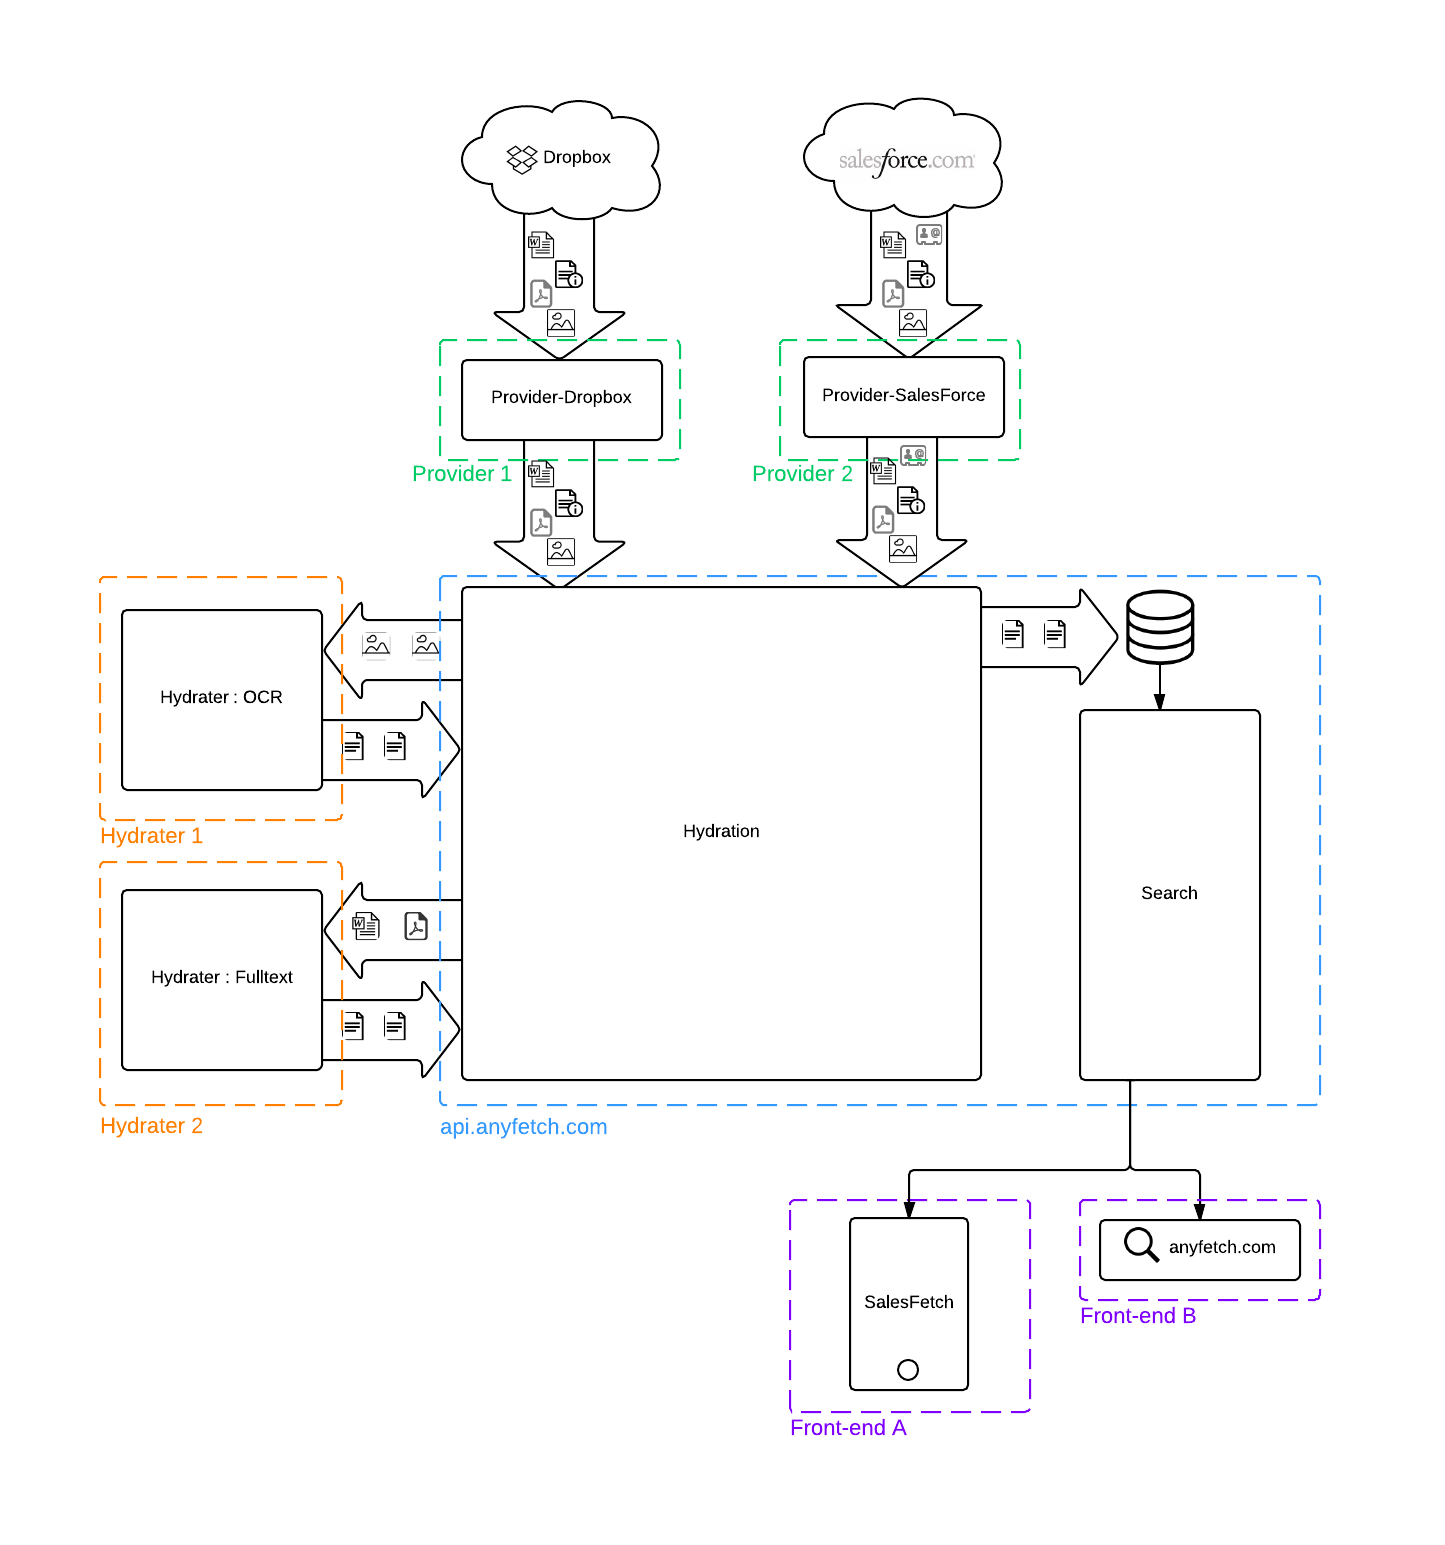 Dropbox
salesforce.com
Provider-Dropbox
Provider-SalesForce
Provider 1
Provider 2
Hydrater : OCR
Hydrater 1
Hydration
Search
Hydrater : Fulltext
Hydrater 2
api.anyfetch.com
anyfetch.com
SalesFetch
Front-end B
Front-end A